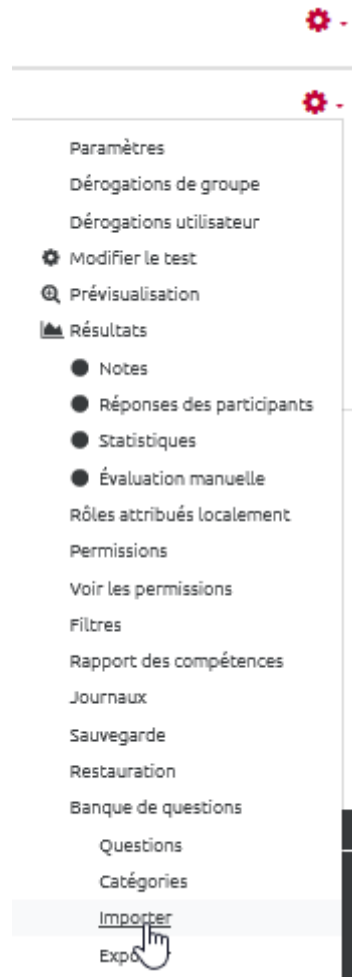 Paramètres
Dérogations de groupe
Dérogations utilisateur
Modifier le test
Prévisualisation
Résultats
Notes
Réponses des participants
Statistiques
Évaluation manuelle
Rôles attribués localement
Permissions
Voir les permissions
Filtres
Rapport des compétences
Journaux
Sauvegarde
Restauration
Banque de questions
Questions
Catégories
Importer